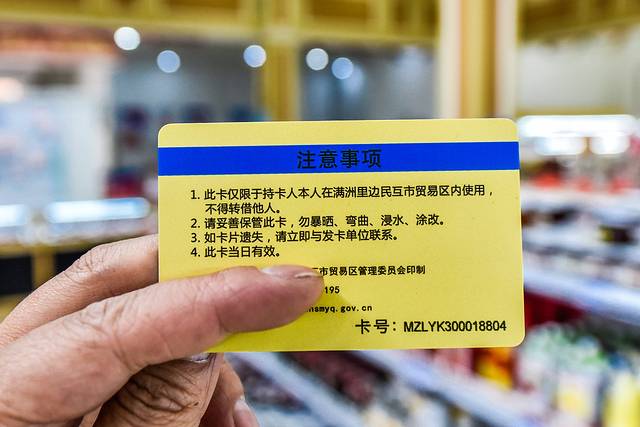 注意事项
1. 此卡仅限于持卡人本人在满洲里边民互市贸易区内使用，
不得转借他人。
2. 请妥善保管此卡，勿暴晒、弯曲、浸水、涂改。
3. 如卡片遗失，请立即与发卡单位联系。
4. 此卡当日有效。
市贸易区管理委员会印制
195
smyq.gov.cn
卡号：MZLYK300018804